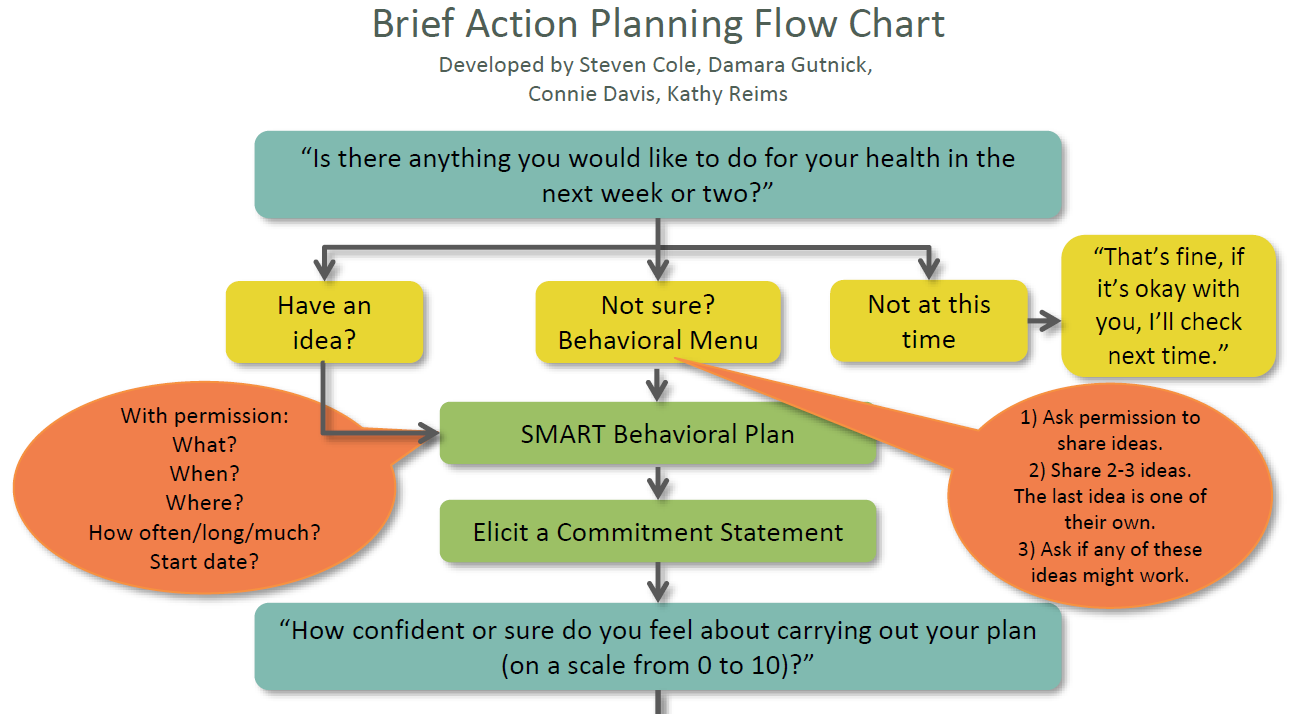 Brief Action Planning Flow Chart
Developed by Steven Cole, Damara Gutnick,
Connie Davis, Kathy Reims
“Is there anything you would like to do for your health in the
next week or two?”
Have an
idea?
Not sure?
Behavioral Menu
Not at this
time
“That’s fine, if
it’s okay with
you, I’ll check
next time.”
With permission:
What?
When?
Where?
How often/long/much?
Start date?
SMART Behavioral Plan
1) Ask permission to
share ideas.
2) Share 2-3 ideas.
The last idea is one of
their own.
3) Ask if any of these
ideas might work.
Elicit a Commitment Statement
“How confident or sure do you feel about carrying out your plan
(on a scale from 0 to 10)?”